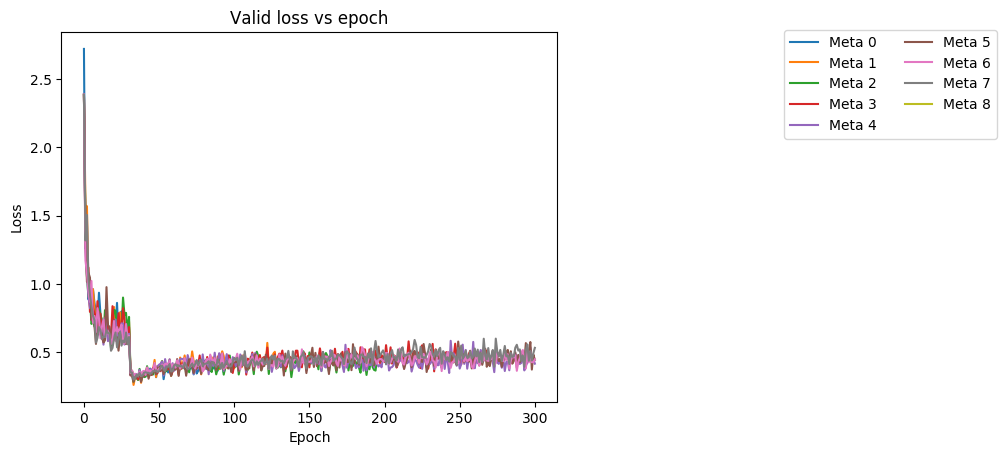 Valid loss vs epoch
Loss
2.5
2.0
1.5
1.0
0.5
0
50
100
150
200
250
300
Epoch
Meta 0
Meta 1
Meta 2
Meta 3
Meta 4
Meta 5
Meta 6
Meta 7
Meta 8